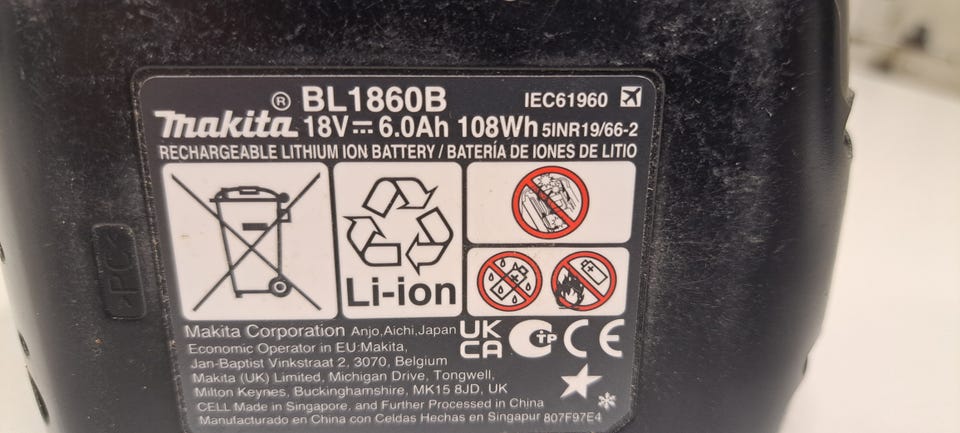 ® BL1860B IEC61960
makita 18V 6.0Ah 108Wh 5INR19/66-2
RECHARGEABLE LITHIUM ION BATTERY / BATERÍA DE IONES DE LITIO
Li-ion
>PC<
Makita Corporation Anjo,Aichi,Japan
Economic Operator in EU:Makita,
Jan-Baptist Vinkstraat 2, 3070, Belgium
Makita (UK) Limited, Michigan Drive, Tongwell,
Milton Keynes, Buckinghamshire, MK15 8JD, UK
CELL Made in Singapore, and Further Processed in China
Manufacturado en China con Celdas Hechas en Singapur 807F97E4
UK
CA
TP
CE